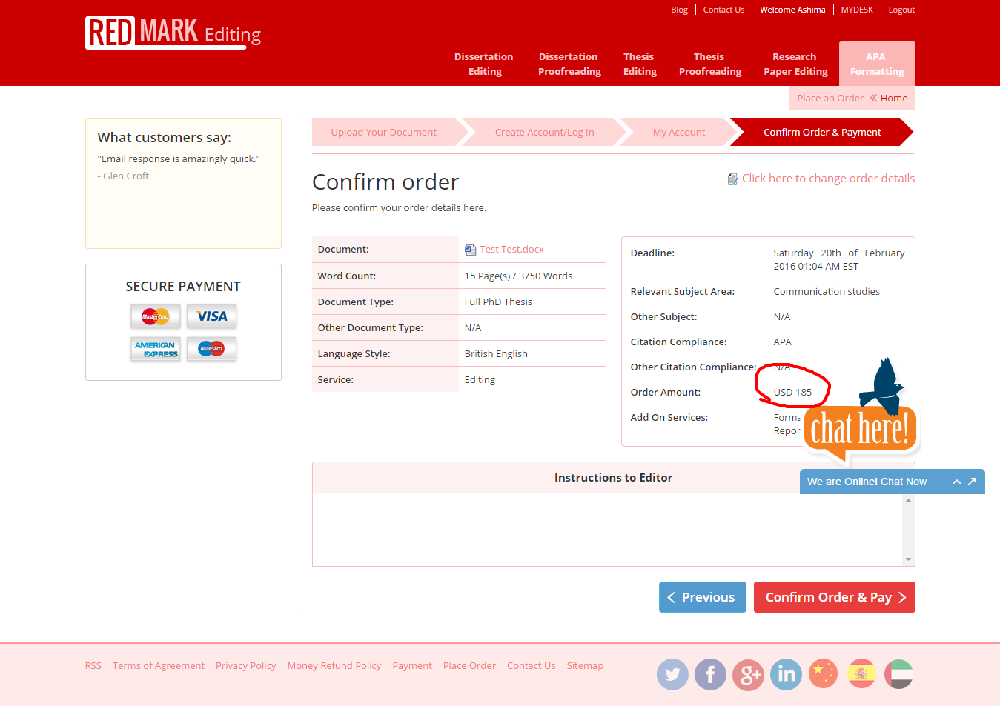 Blog
Contact Us
Welcome Ashima
MYDESK
Logout
RED MARK Editing
Dissertation Editing
Dissertation Proofreading
Thesis Editing
Thesis Proofreading
Research Paper Editing
APA Formatting
Place an Order « Home
What customers say:
"Email response is amazingly quick."
- Glen Croft
SECURE PAYMENT
MasterCard
VISA
AMERICAN EXPRESS
Maestro
Upload Your Document
Create Account/Log In
My Account
Confirm Order & Payment
Confirm order
Click here to change order details
Please confirm your order details here.
Document: Test Test.docx
Word Count: 15 Page(s) / 3750 Words
Document Type: Full PhD Thesis
Other Document Type: N/A
Language Style: British English
Service: Editing
Deadline: Saturday 20th of February
2016 01:04 AM EST
Relevant Subject Area: Communication studies
Other Subject: N/A
Citation Compliance: APA
Other Citation Compliance: N/A
Order Amount: USD 185
Add On Services: Forma
Repor
chat here!
We are Online! Chat Now
Instructions to Editor
Previous
Confirm Order & Pay
RSS
Terms of Agreement
Privacy Policy
Money Refund Policy
Payment
Place Order
Contact Us
Sitemap
f
g+
in